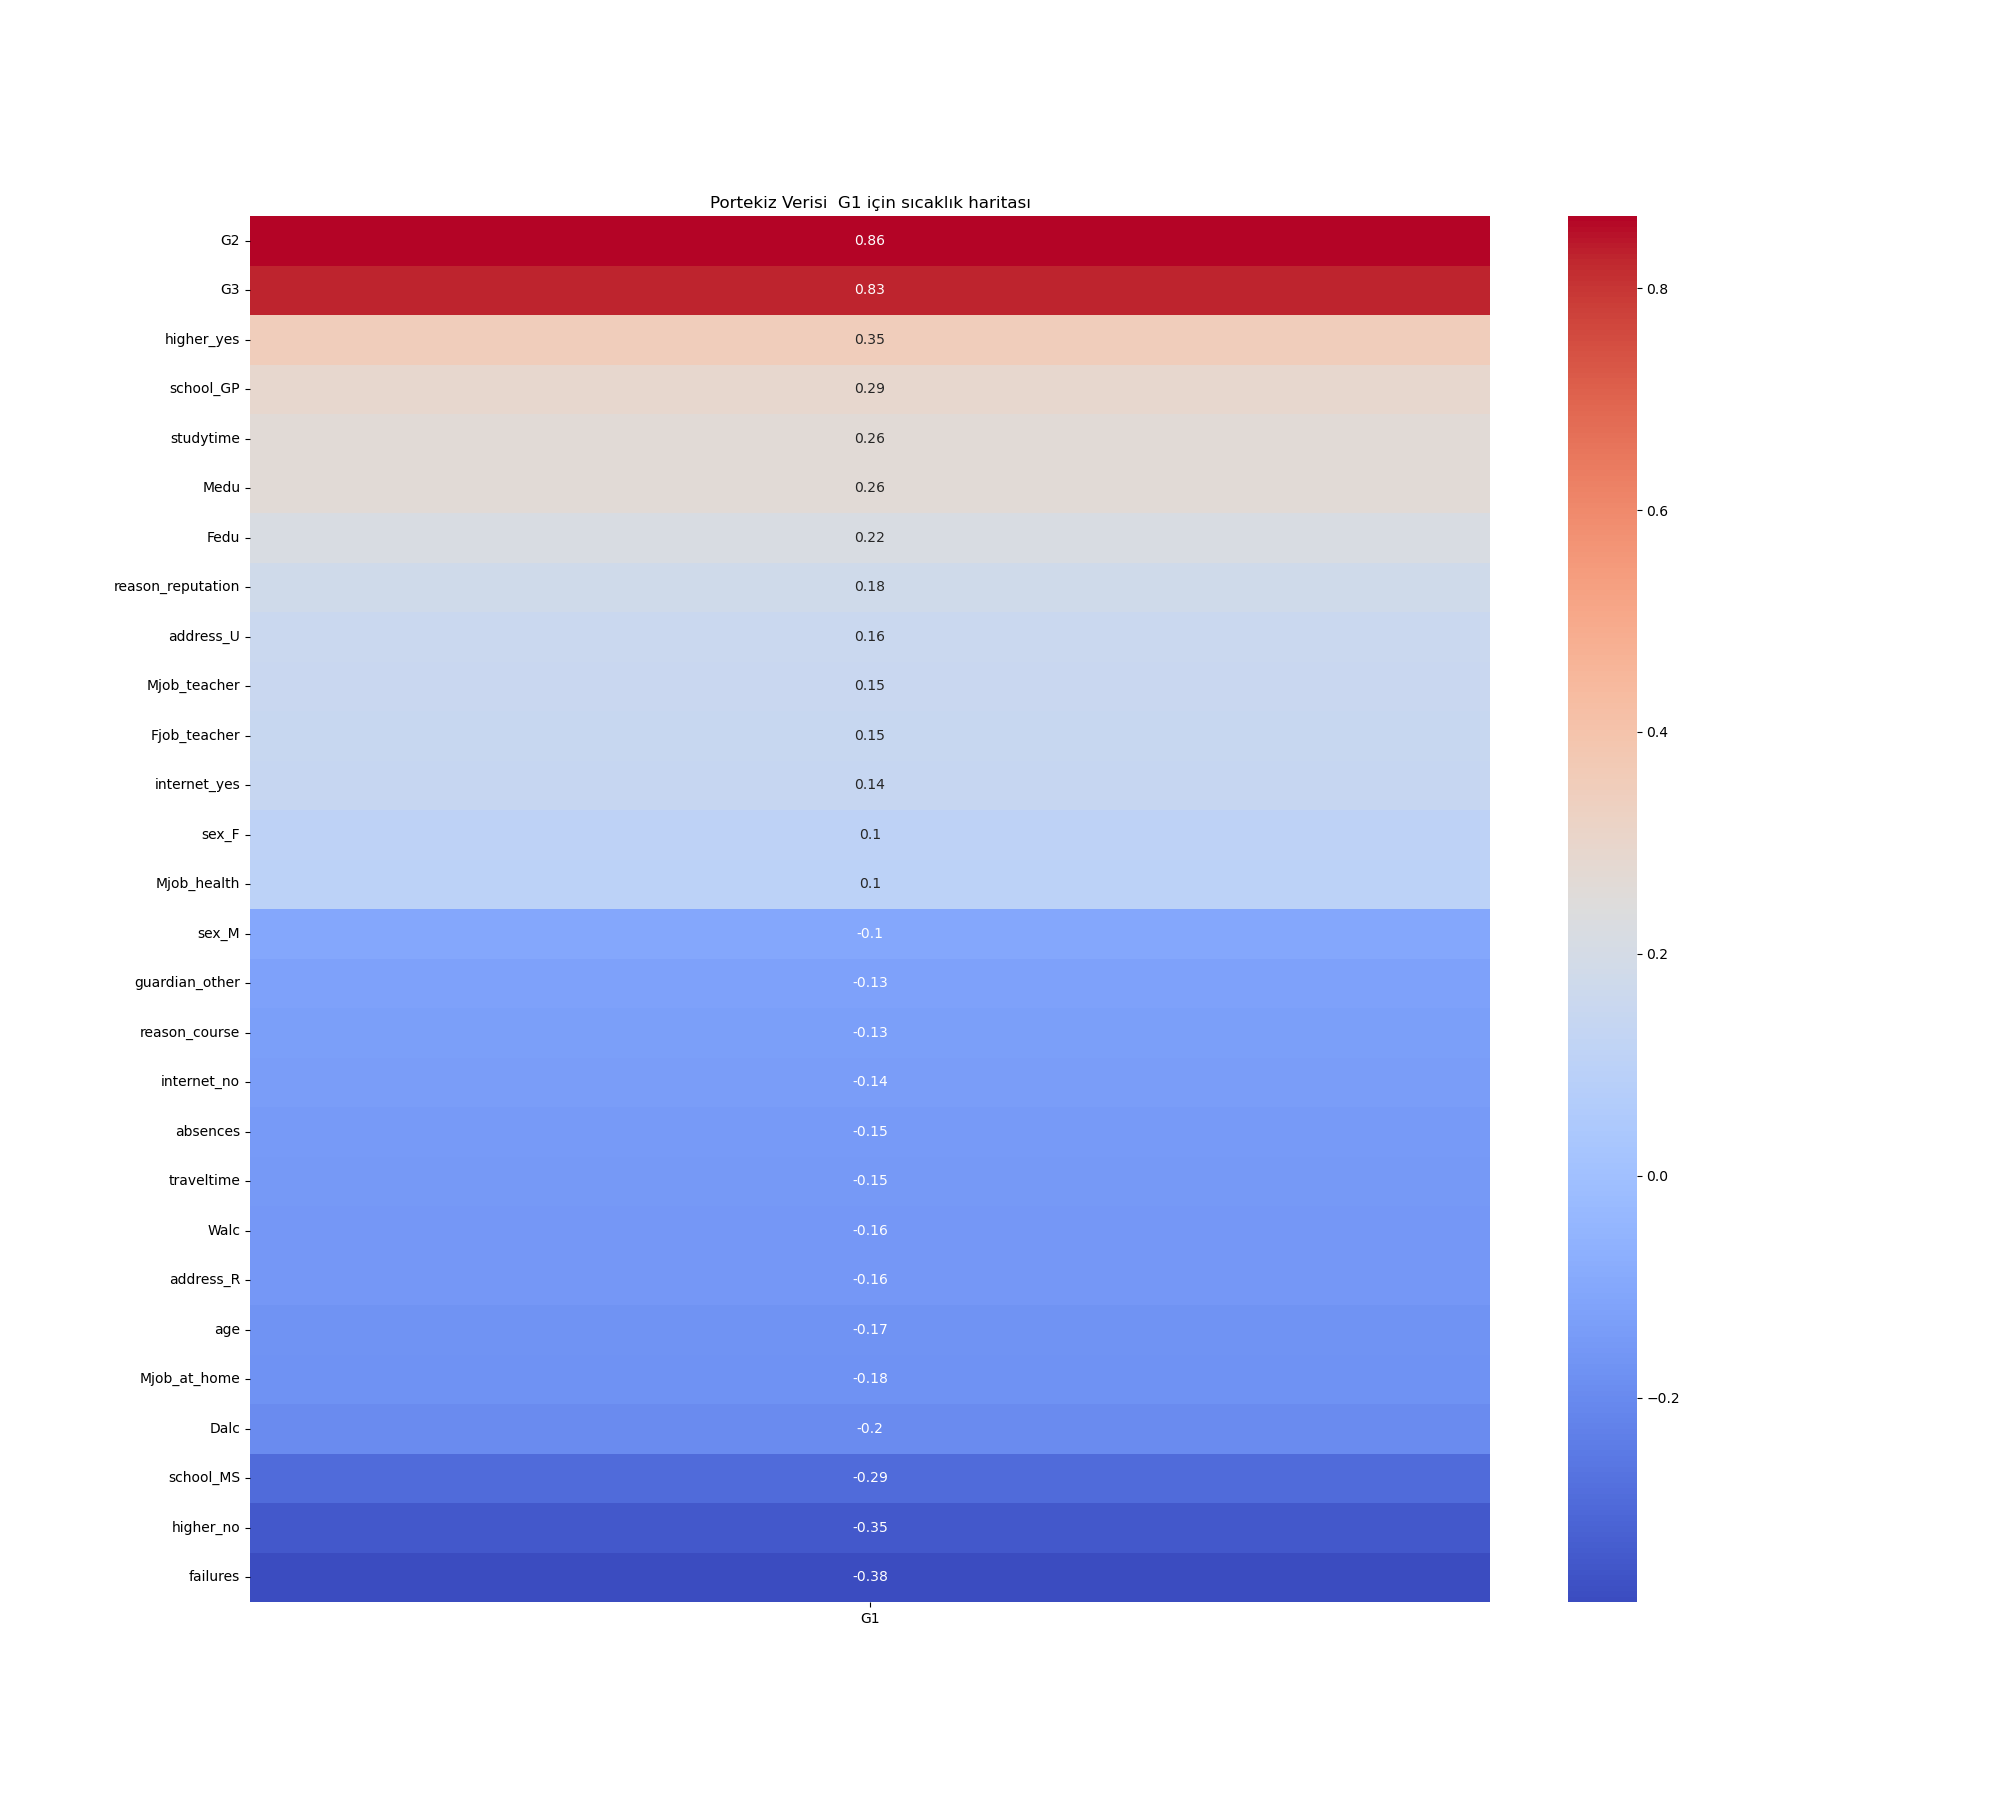 Portekiz Verisi  G1 için sıcaklık haritası
G2 0.86
G3 0.83
higher_yes 0.35
school_GP 0.29
studytime 0.26
Medu 0.26
Fedu 0.22
reason_reputation 0.18
address_U 0.16
Mjob_teacher 0.15
Fjob_teacher 0.15
internet_yes 0.14
sex_F 0.1
Mjob_health 0.1
sex_M -0.1
guardian_other -0.13
reason_course -0.13
internet_no -0.14
absences -0.15
traveltime -0.15
Walc -0.16
address_R -0.16
age -0.17
Mjob_at_home -0.18
Dalc -0.2
school_MS -0.29
higher_no -0.35
failures -0.38
G1
0.8
0.6
0.4
0.2
0.0
−0.2